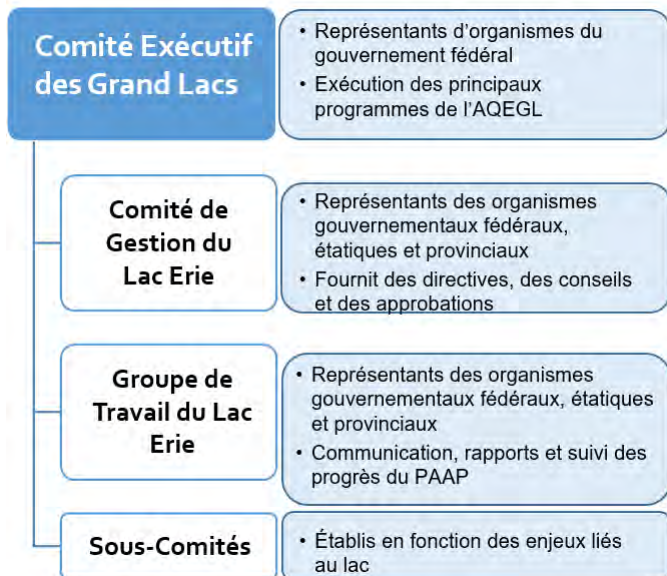 Comité Exécutif
des Grand Lacs
• Représentants d'organismes du
gouvernement fédéral
• Exécution des principaux
programmes de l'AQEGL
Comité de
Gestion du
Lac Erie
• Représentants des organismes
gouvernementaux fédéraux,
étatiques et provinciaux
• Fournit des directives, des conseils
et des approbations
Groupe de
Travail du Lac
Erie
• Représentants des organismes
gouvernementaux fédéraux, étatiques
et provinciaux
• Communication, rapports et suivi des
progrès du PAAP
Sous-Comités
• Établis en fonction des enjeux liés
au lac